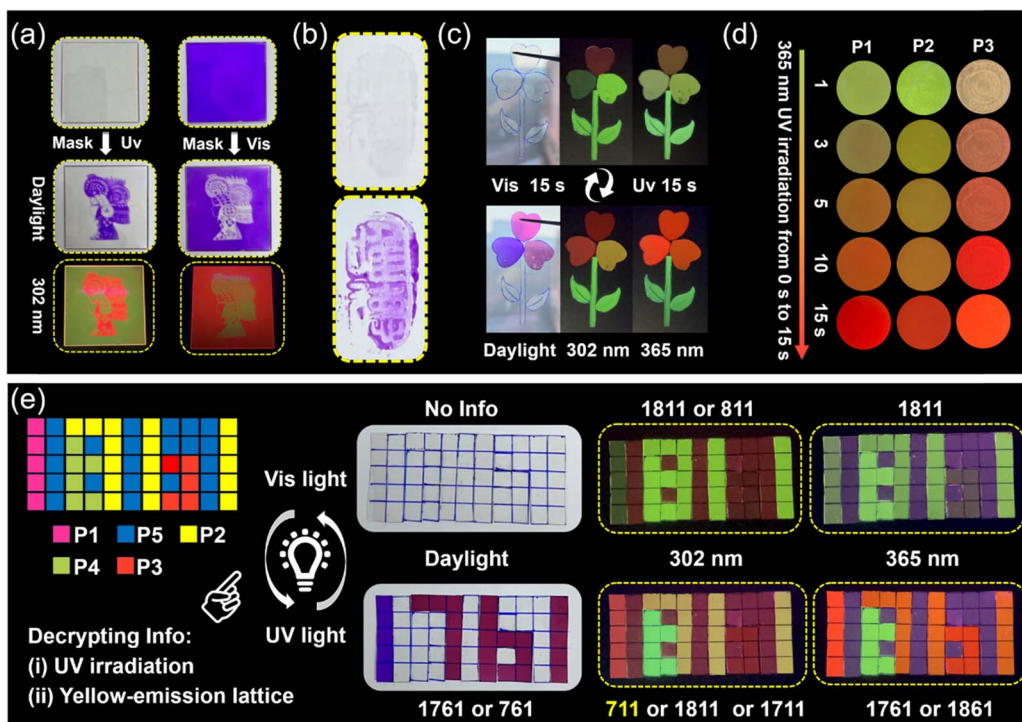 (a)
Mask Uv
Mask Vis
Daylight
302 nm
(b)
(c)
Vis 15 s
Uv 15 s
Daylight 302 nm 365 nm
(d)
P1 P2 P3
365 nm UV irradiation from 0 s to 15 s
1
3
5
10
15 s
(e)
P1 P5 P2
P4 P3
Decrypting Info:
(i) UV irradiation
(ii) Yellow-emission lattice
Vis light
UV light
No Info
1811 or 811
1811
Daylight
302 nm
365 nm
1761 or 761
711 or 1811 or 1711
1761 or 1861